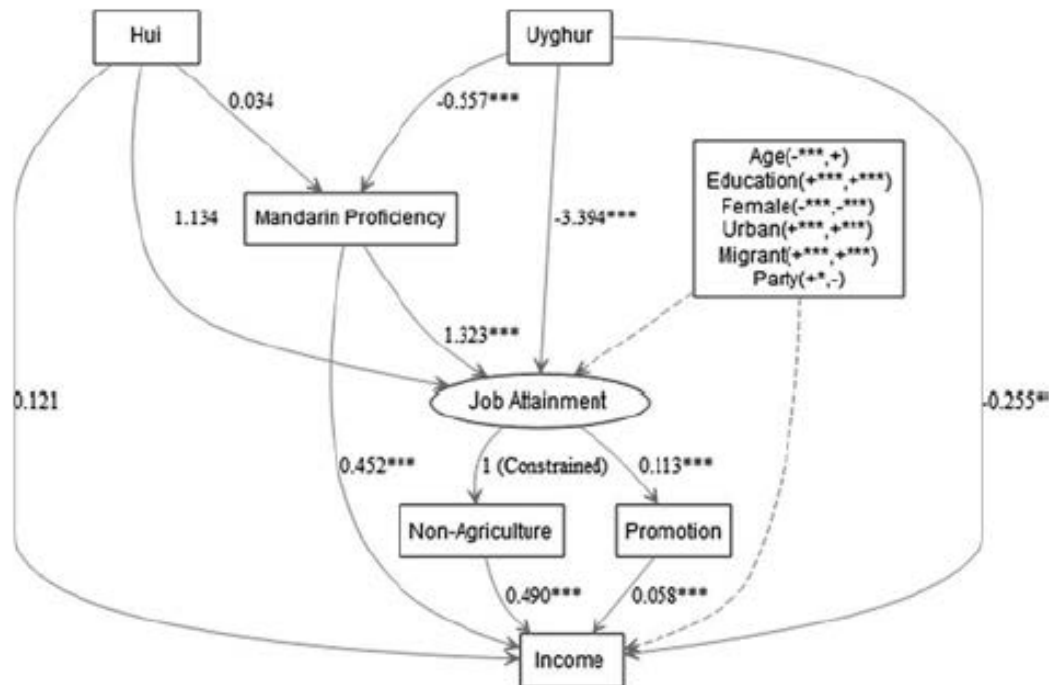 Hui
Uyghur
0.034
-0.557***
Age(-***,+)
Education(+***,+***)
Female(-***,-***)
Urban(+***,+***)
Migrant(+***,+***)
Party(+*,-)
Mandarin Proficiency
1.134
-3.394***
1.323***
Job Attainment
0.121
-0.255**
0.452***
1 (Constrained)
0.113***
Non-Agriculture
Promotion
0.490***
0.058***
Income